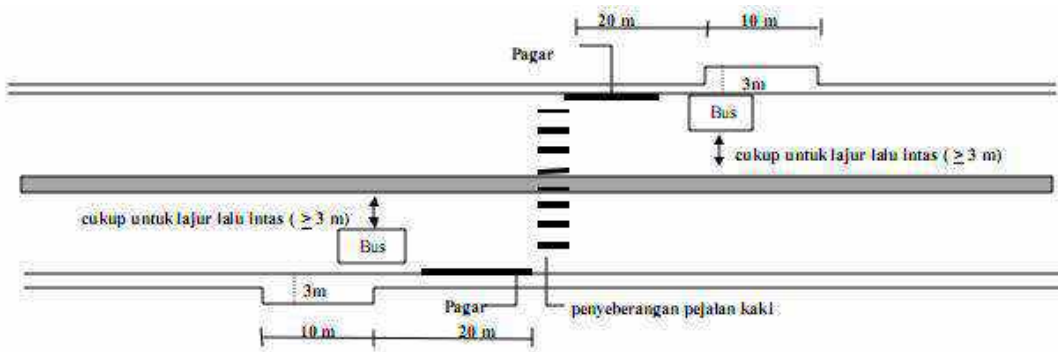 20 m 10 m
Pagar
3m
Bus
cukup untuk lajur lalu lintas ( ≥ 3 m)
cukup untuk lajur lalu lintas ( ≥ 3 m)
Bus
3m
Pagar
penyeberangan pejalan kaki
10 m 20 m